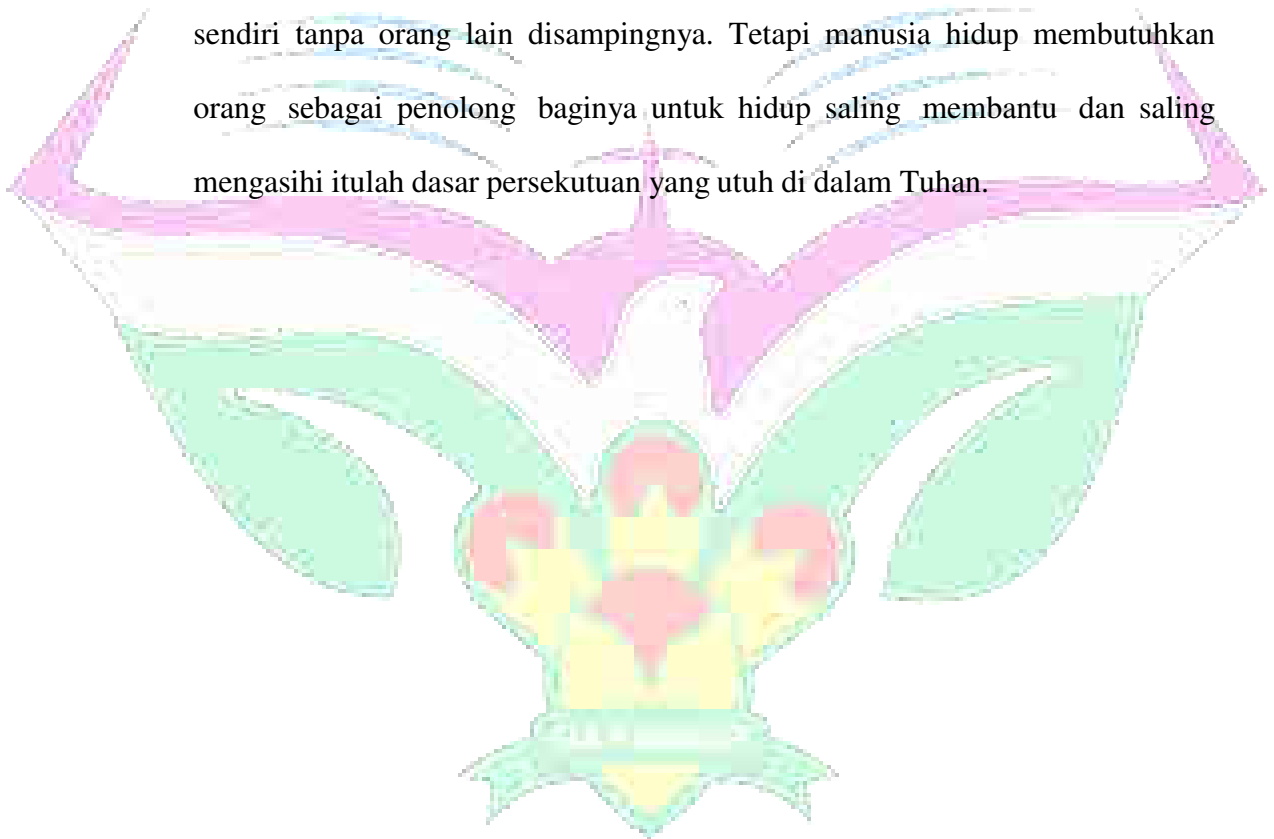 sendiri tanpa orang lain disampingnya. Tetapi manusia hidup membutuhkan
orang sebagai penolong baginya untuk hidup saling membantu dan saling
mengasihi itulah dasar persekutuan yang utuh di dalam Tuhan.